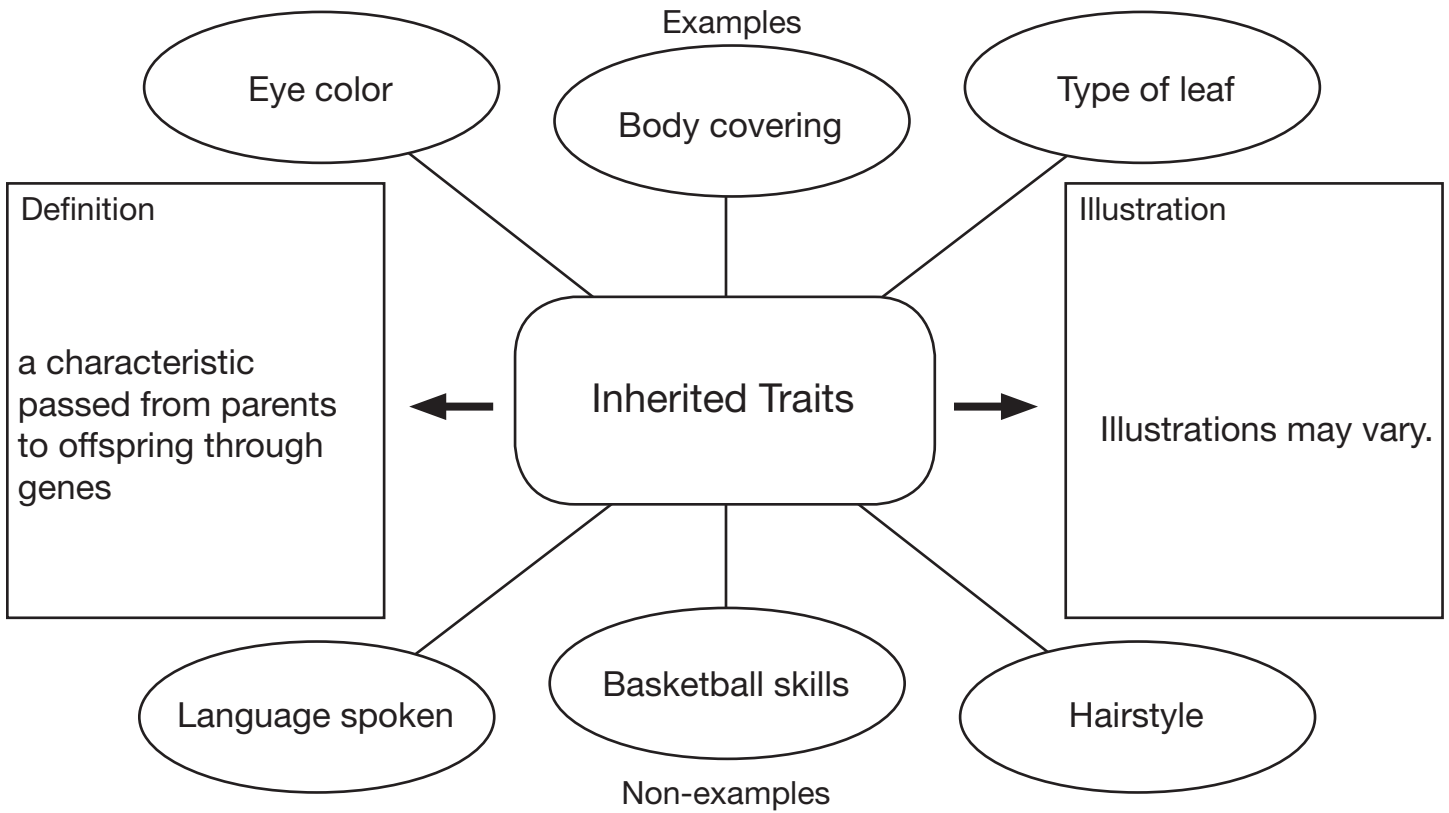 Examples
Eye color
Body covering
Type of leaf
Definition
a characteristic
passed from parents
to offspring through
genes
Inherited Traits
Illustration
Illustrations may vary.
Language spoken
Basketball skills
Hairstyle
Non-examples